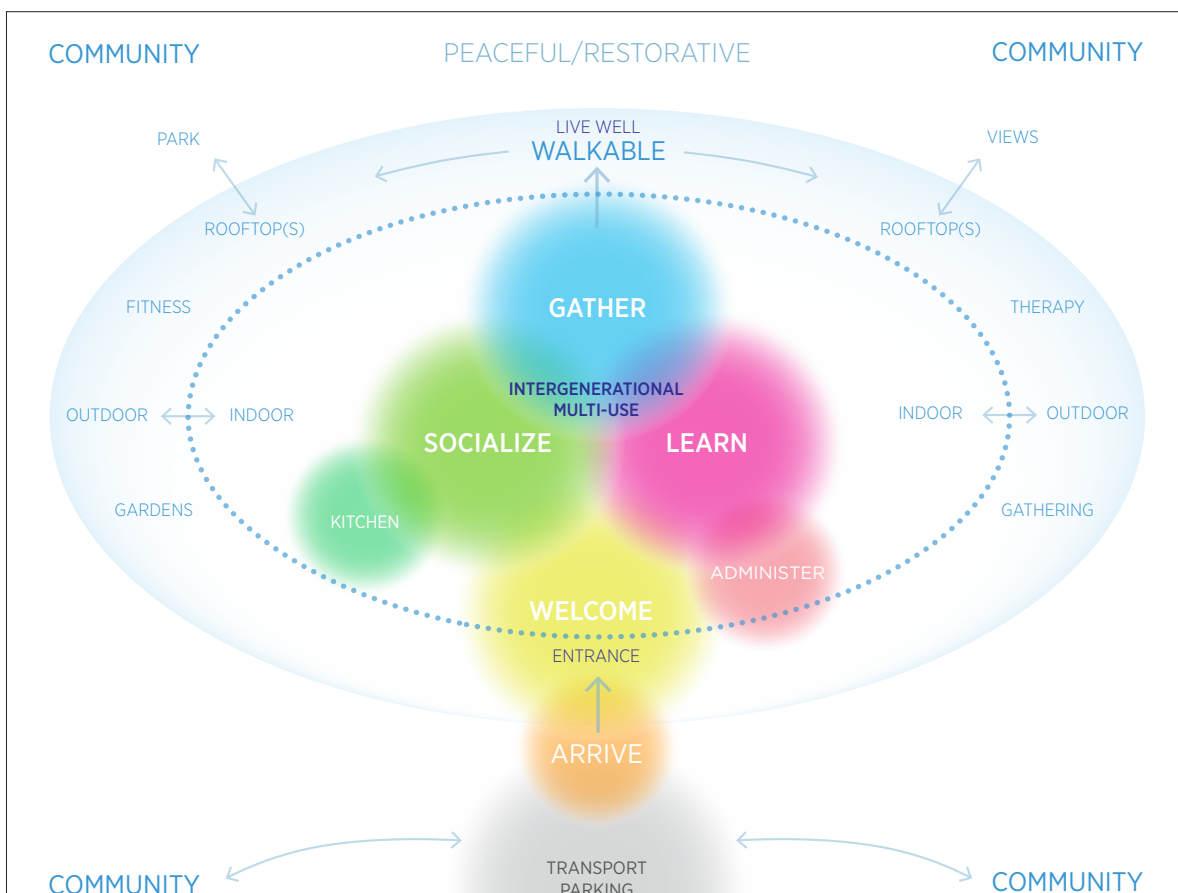 COMMUNITY
PEACEFUL/RESTORATIVE
COMMUNITY
LIVE WELL
WALKABLE
PARK
VIEWS
ROOFTOP(S)
ROOFTOP(S)
FITNESS
GATHER
THERAPY
INTERGENERATIONAL
MULTI-USE
OUTDOOR
INDOOR
INDOOR
OUTDOOR
SOCIALIZE
LEARN
GARDENS
KITCHEN
GATHERING
ADMINISTER
WELCOME
ENTRANCE
ARRIVE
TRANSPORT
PARKING
COMMUNITY
COMMUNITY